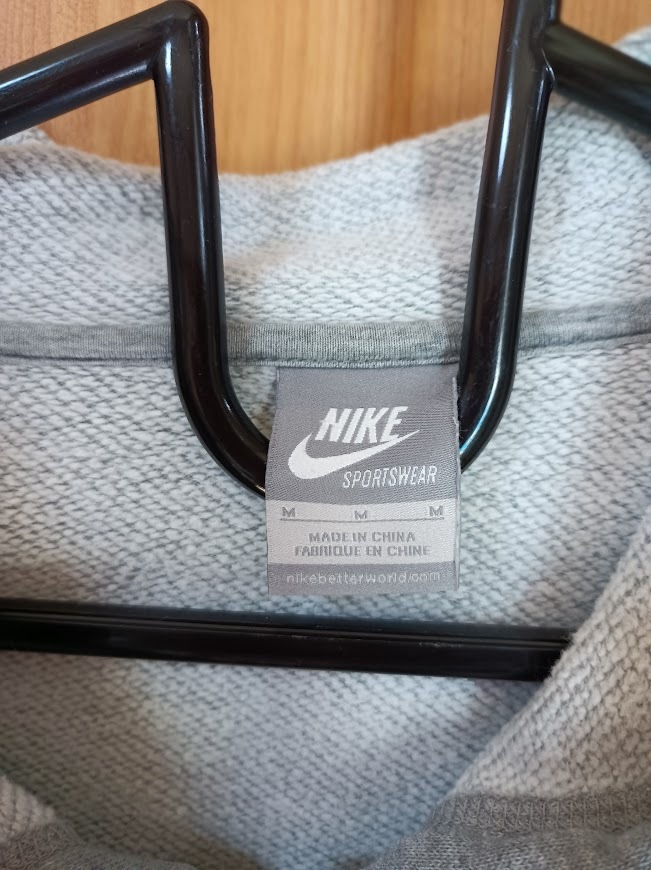 NIKE
SPORTSWEAR
M M M
MADE IN CHINA
FABRIQUE EN CHINE
nikebetterworld.com